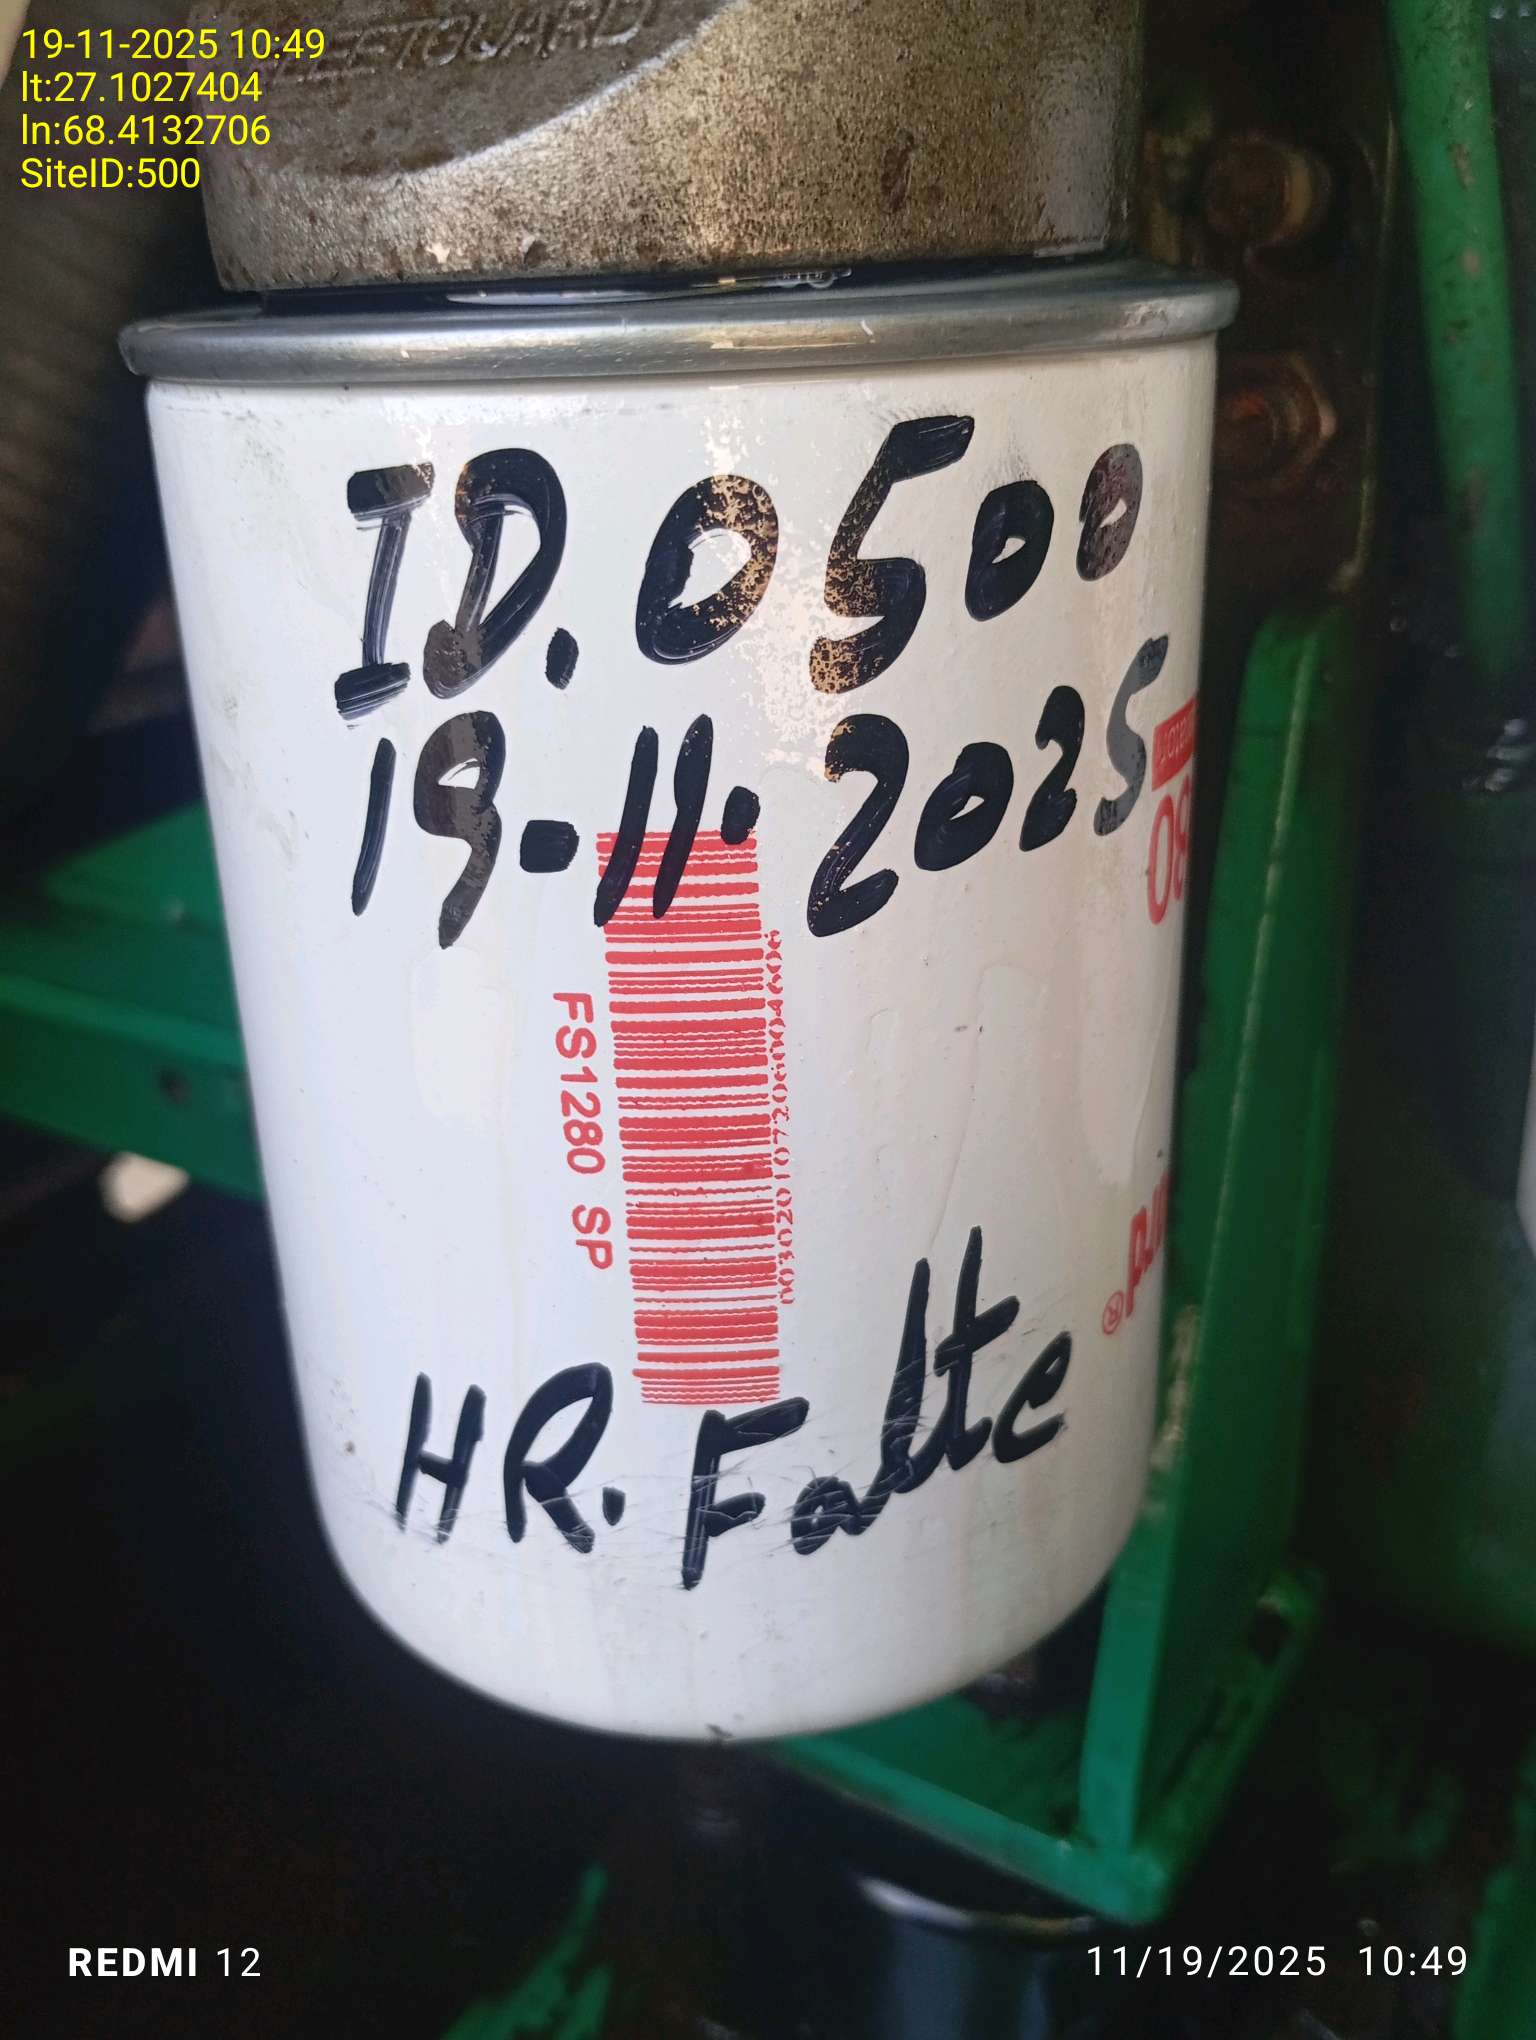 19-11-2025 10:49
lt:27.1027404
ln:68.4132706
SiteID:500
ID. 0500
19.11.2025
FS1280 SP
HR. Faltc
REDMI 12
11/19/2025 10:49